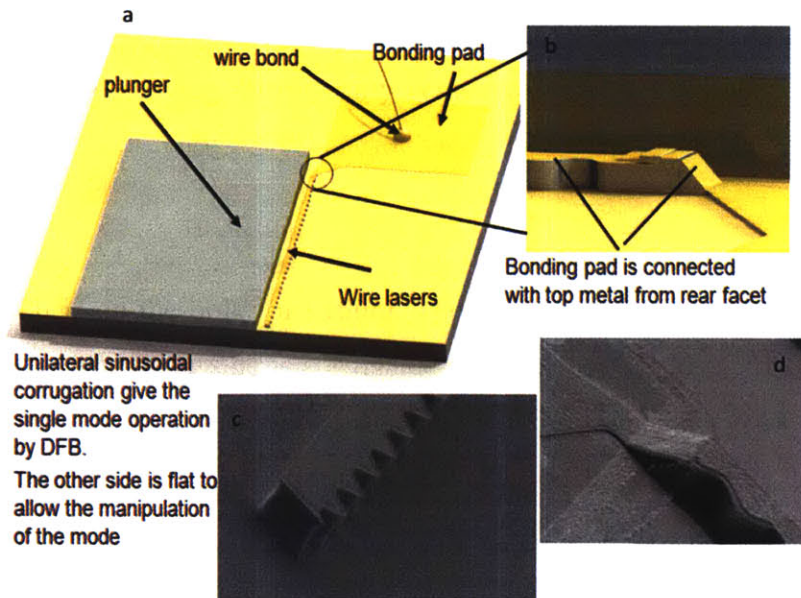 a
wire bond
Bonding pad
b
plunger
Wire lasers
Bonding pad is connected
with top metal from rear facet
Unilateral sinusoidal
corrugation give the
single mode operation
by DFB.
The other side is flat to
allow the manipulation
of the mode
c
d